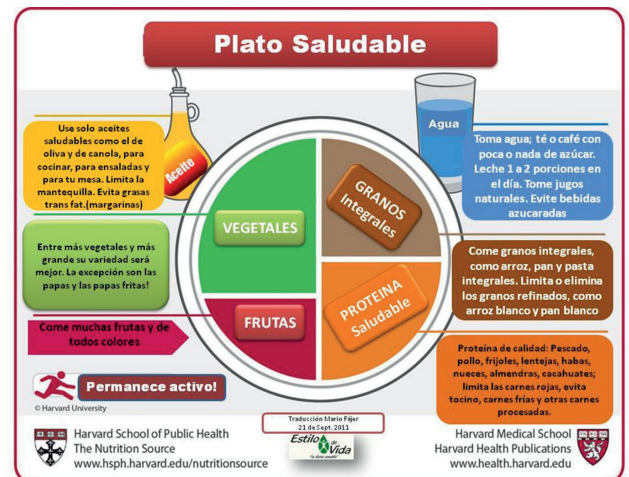 Plato Saludable
Use solo aceites
saludables como el de
oliva y de canola, para
cocinar, para ensaladas y
para tu mesa. Limita la
mantequilla. Evita grasas
trans fat.(margarinas)
Aceite
Agua
Toma agua; té o café con
poca o nada de azúcar.
Leche 1 a 2 porciones en
el día. Tome jugos
naturales. Evite bebidas
azucaradas
VEGETALES
GRANOS
Integrales
Entre más vegetales y más
grande su variedad será
mejor. La excepción son las
papas y las papas fritas!
Come granos integrales,
como arroz, pan y pasta
integrales. Limita o elimina
los granos refinados, como
arroz blanco y pan blanco
FRUTAS
PROTEINA
Saludable
Come muchas frutas y de
todos colores
Proteína de calidad: Pescado,
pollo, frijoles, lentejas, habas,
nueces, almendras, cacahuates;
limita las carnes rojas, evita
tocino, carnes frías y otras carnes
procesadas.
Permanece activo!
© Harvard University
Traducción Mario Fájer
21 de Sept. 2011
Estilo de
Vida
Harvard School of Public Health
The Nutrition Source
www.hsph.harvard.edu/nutritionsource
Harvard Medical School
Harvard Health Publications
www.health.harvard.edu